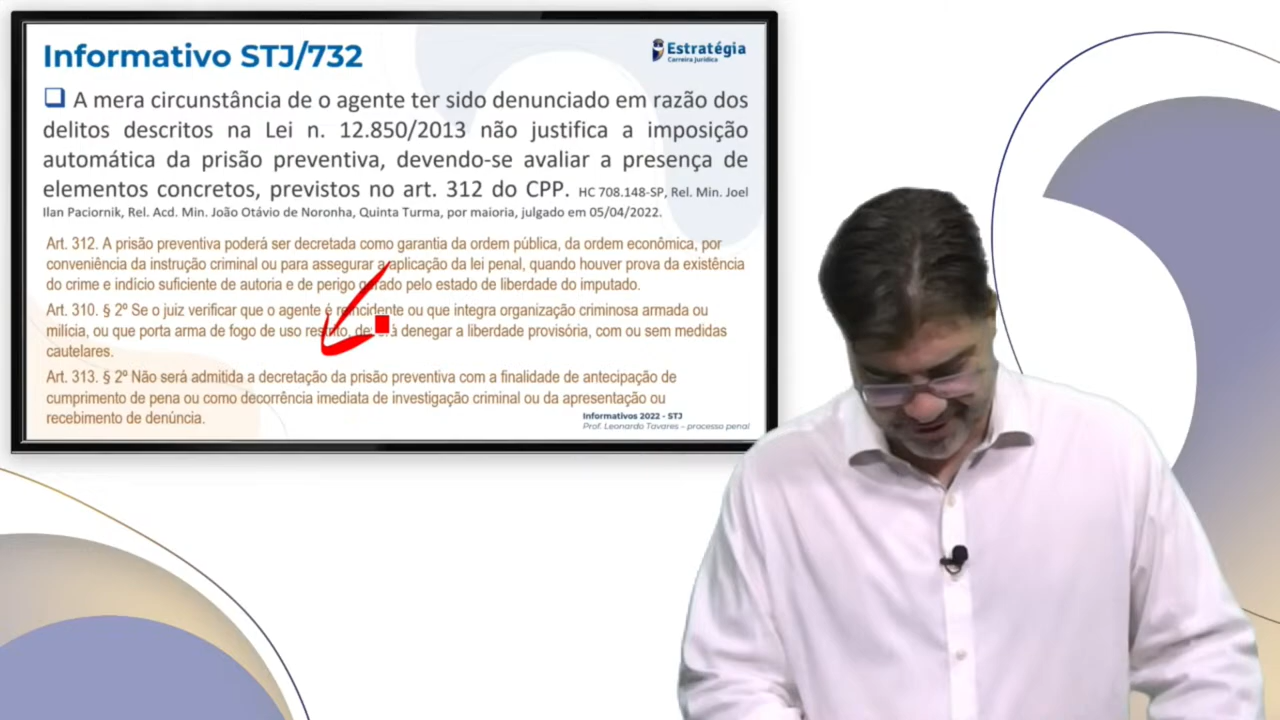 Informativo STJ/732
Estratégia
Carreira Jurídica
A mera circunstância de o agente ter sido denunciado em razão dos
delitos descritos na Lei n. 12.850/2013 não justifica a imposição
automática da prisão preventiva, devendo-se avaliar a presença de
elementos concretos, previstos no art. 312 do CPP. HC 708.148-SP, Rel. Min. Joel
Ilan Paciornik, Rel. Acd. Min. João Otávio de Noronha, Quinta Turma, por maioria, julgado em 05/04/2022.
Art. 312. A prisão preventiva poderá ser decretada como garantia da ordem pública, da ordem econômica, por
conveniência da instrução criminal ou para assegurar a aplicação da lei penal, quando houver prova da existência
do crime e indício suficiente de autoria e de perigo gerado pelo estado de liberdade do imputado.
Art. 310. § 2º Se o juiz verificar que o agente é reincidente ou que integra organização criminosa armada ou
milícia, ou que porta arma de fogo de uso restrito, deverá denegar a liberdade provisória, com ou sem medidas
cautelares.
Art. 313. § 2º Não será admitida a decretação da prisão preventiva com a finalidade de antecipação de
cumprimento de pena ou como decorrência imediata de investigação criminal ou da apresentação ou
recebimento de denúncia.
Informativos 2022 - STJ
Prof. Leonardo Tavares – processo penal